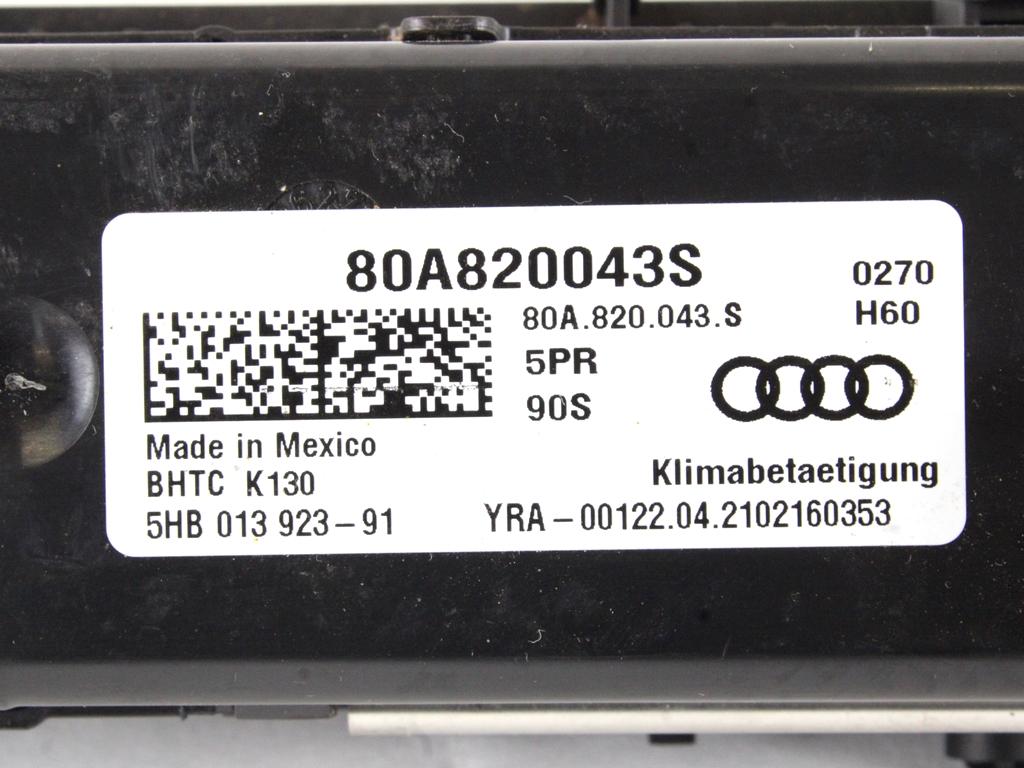 80A820043S
0270
80A.820.043.S
H60
5PR
90S
Made in Mexico
BHTC K130
Klimabetaetigung
5HB 013 923-91
YRA-00122.04.2102160353